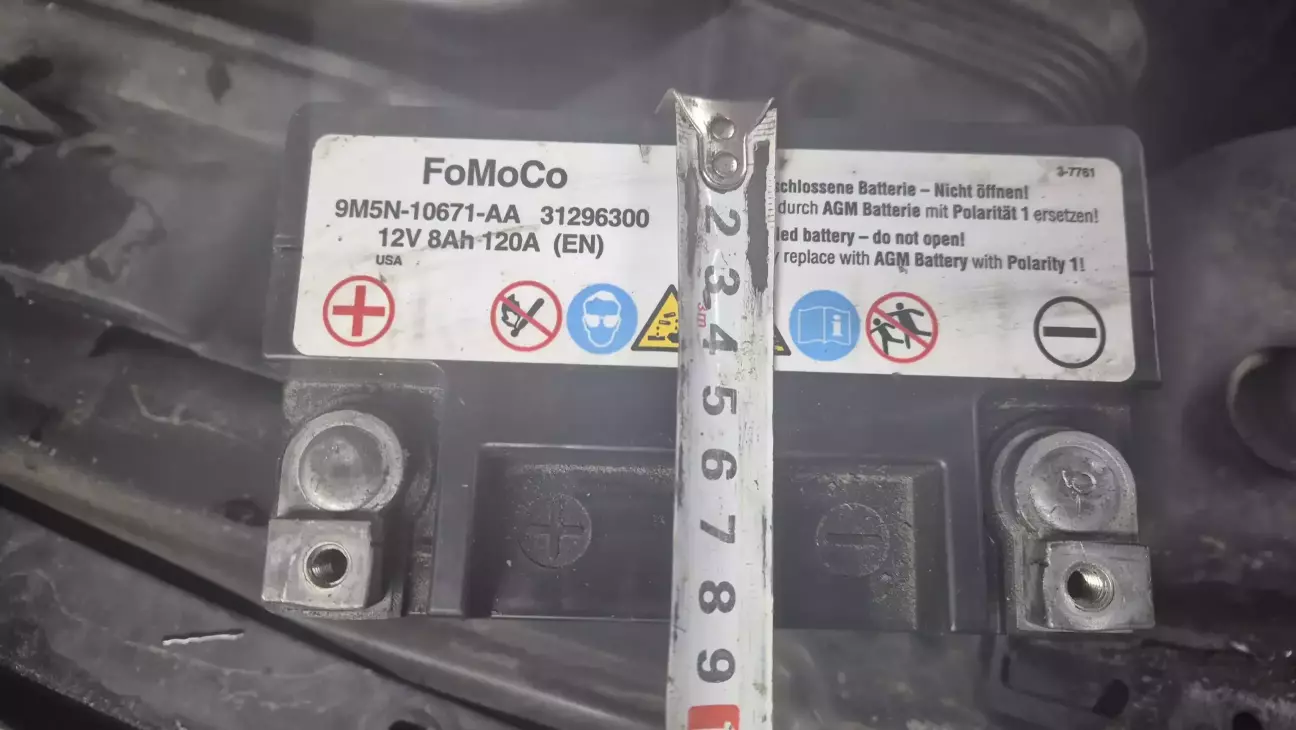 FoMoCo
9M5N-10671-AA 31296300
12V 8Ah 120A (EN)
USA
3-7761
schlossene Batterie – Nicht öffnen!
durch AGM Batterie mit Polarität 1 ersetzen!
led battery – do not open!
y replace with AGM Battery with Polarity 1!
i
2
3
3m
4
5
6
7
8
9